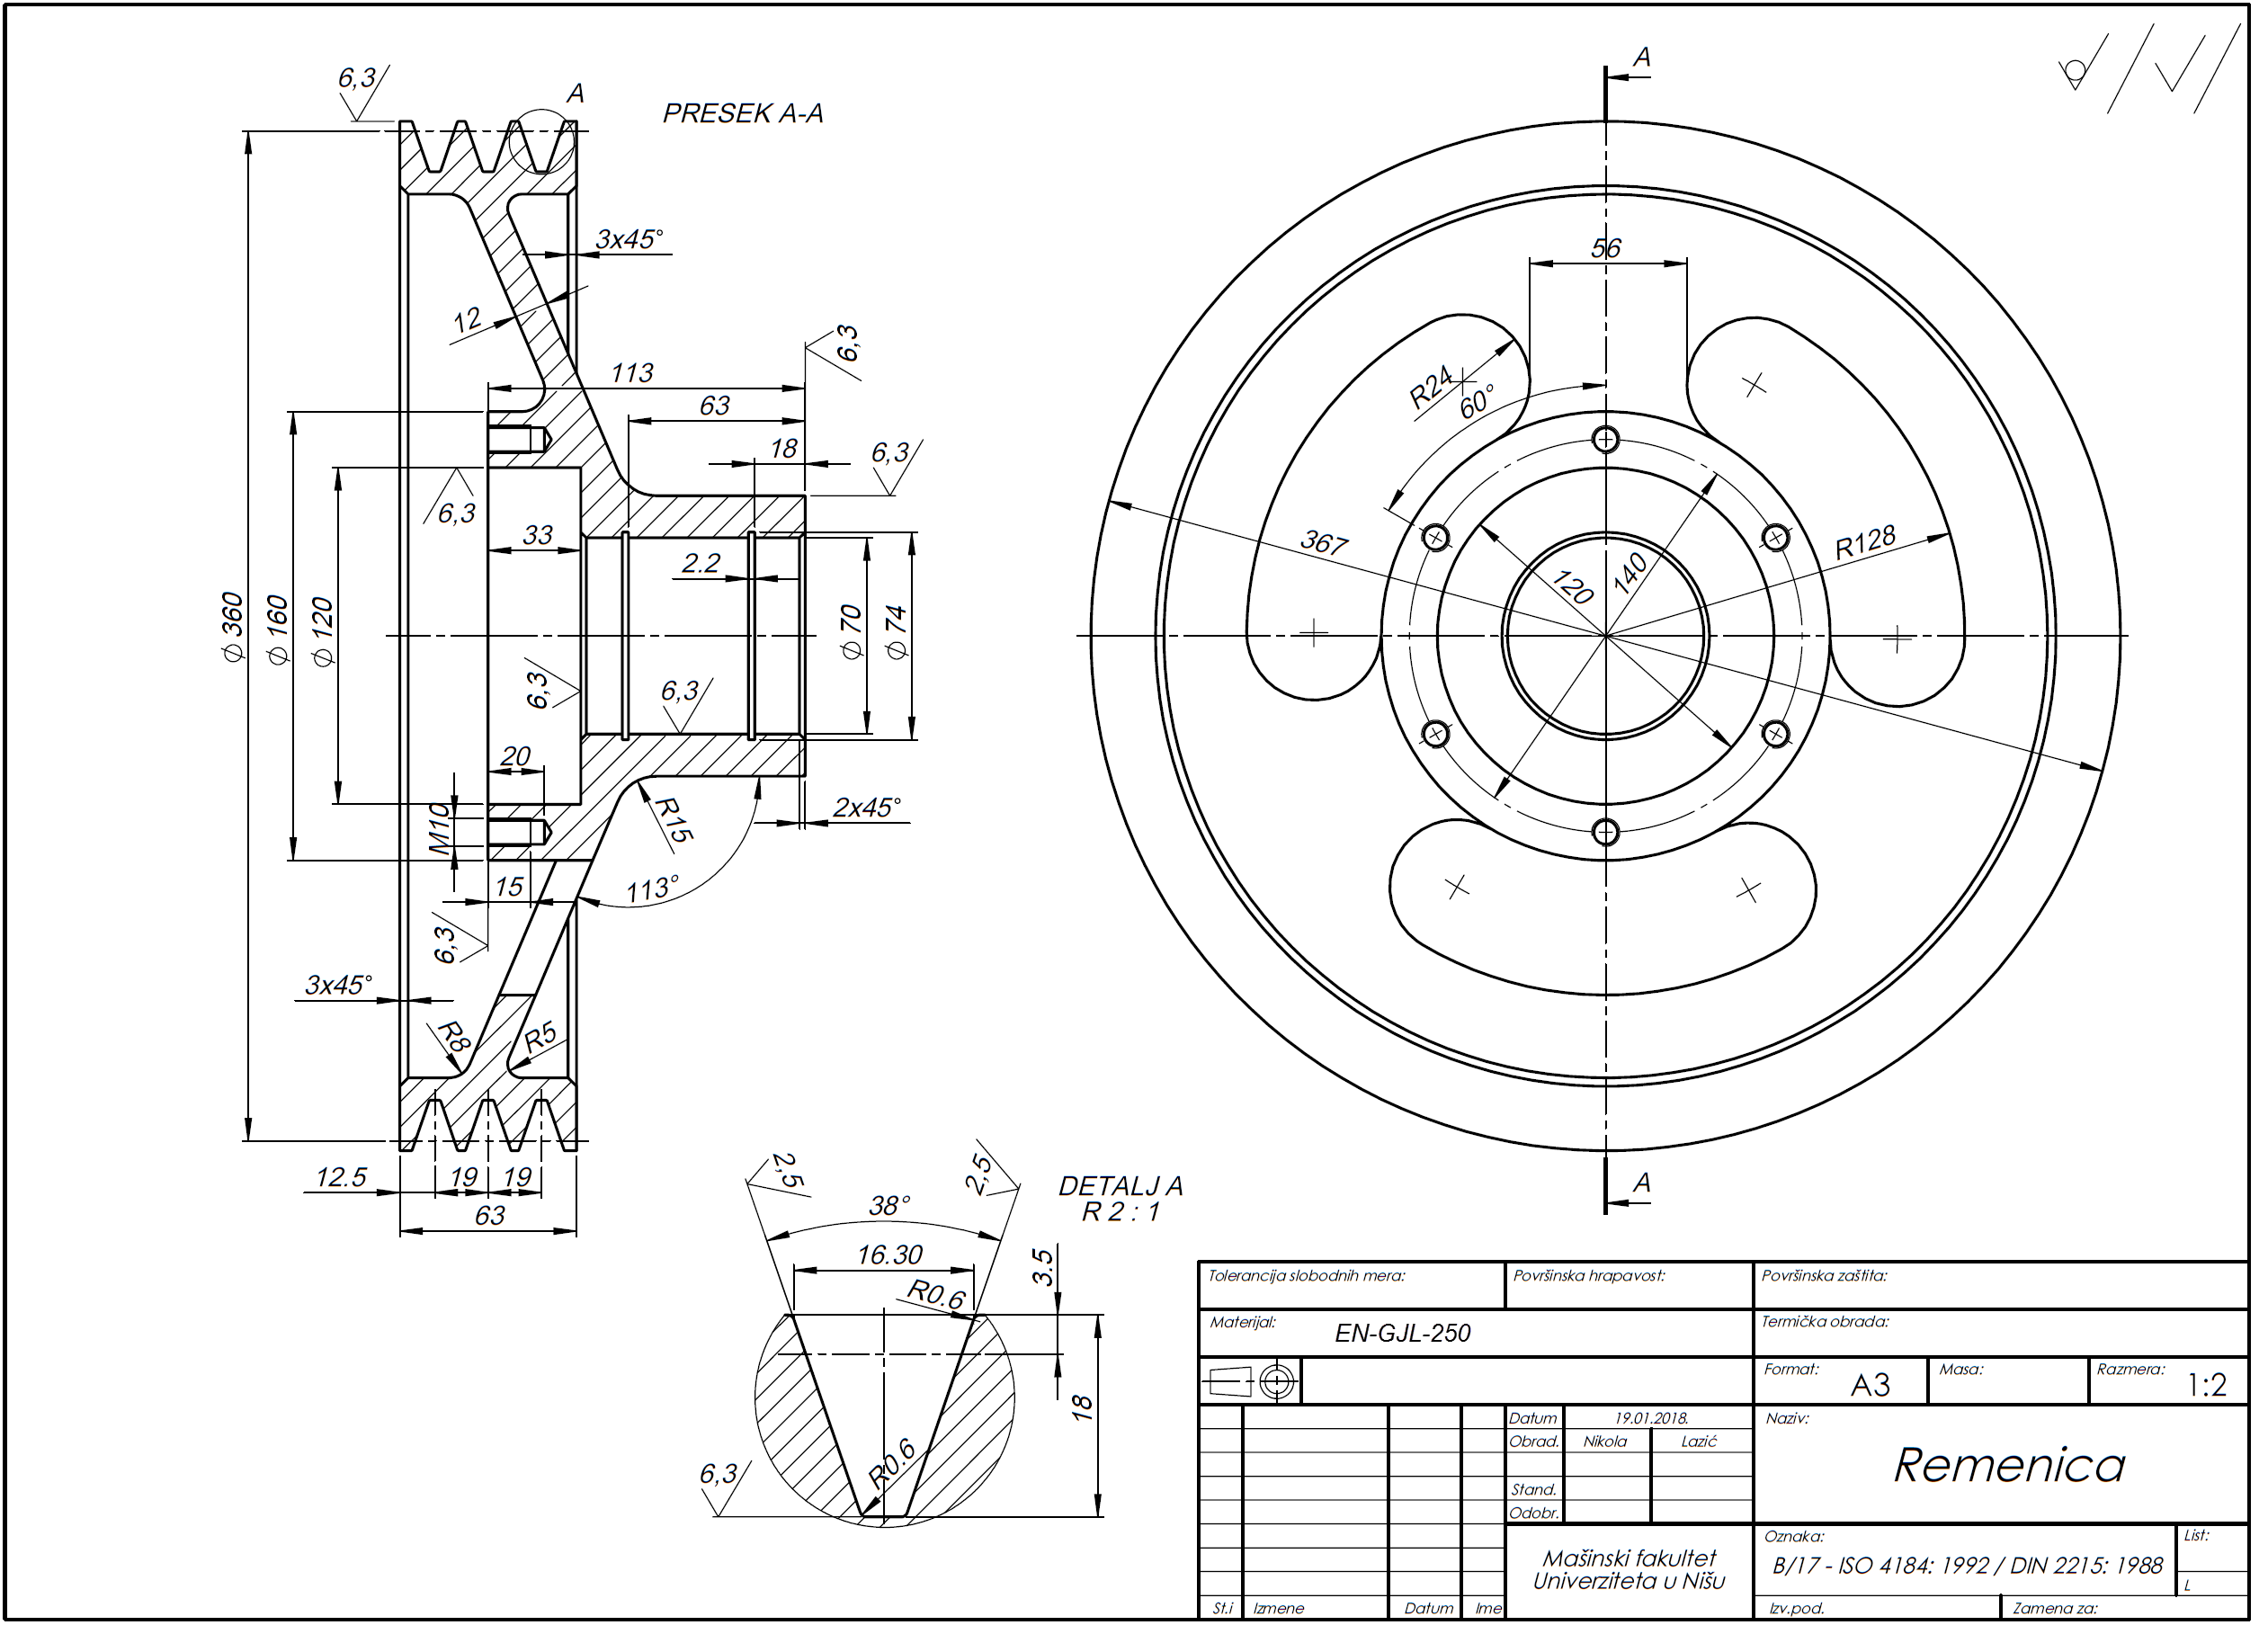 6,3
A
PRESEK A-A
3x45°
12
113
6,3
63
18
6,3
6,3
33
2.2
⌀ 360
⌀ 160
⌀ 120
⌀ 70
⌀ 74
6,3
6,3
20
M10
R15
2x45°
15
113°
6,3
3x45°
R8
R5
12.5
19
19
63
A
56
R24
60°
367
120
140
R128
A
2,5
2,5
DETALJ A
R 2 : 1
38°
16.30
R0.6
3.5
18
R0.6
6,3
Tolerancija slobodnih mera:
Površinska hrapavost:
Površinska zaštita:
Materijal:
EN-GJL-250
Termička obrada:
Format:
A3
Masa:
Razmera:
1:2
Datum
19.01.2018.
Naziv:
Obrad.
Nikola
Lazić
Remenica
Stand.
Odobr.
Oznaka:
List:
Mašinski fakultet
B/17 - ISO 4184: 1992 / DIN 2215: 1988
Univerziteta u Nišu
L
St.i
Izmene
Datum
Ime
Izv.pod.
Zamena za: